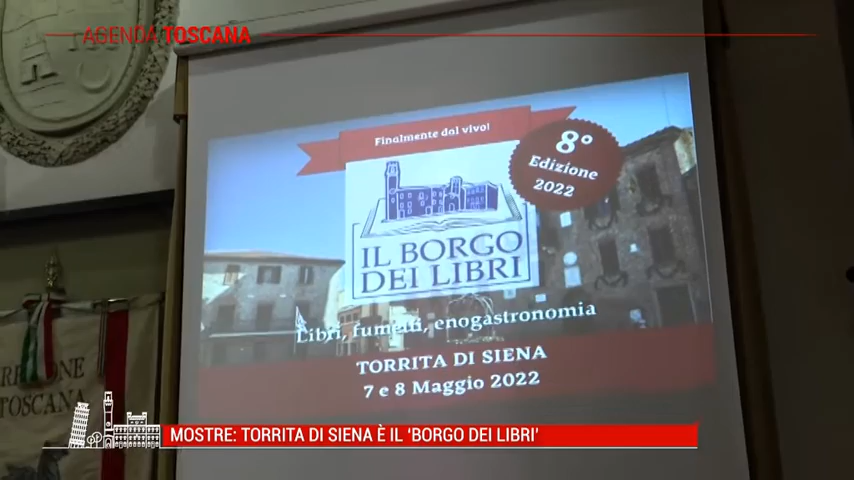 AGENDA TOSCANA
Finalmente dal vivo!
8°
Edizione
2022
IL BORGO
DEI LIBRI
Libri, fumetti, enogastronomia
TORRITA DI SIENA
7 e 8 Maggio 2022
REGIONE
TOSCANA
MOSTRE: TORRITA DI SIENA È IL ‘BORGO DEI LIBRI’